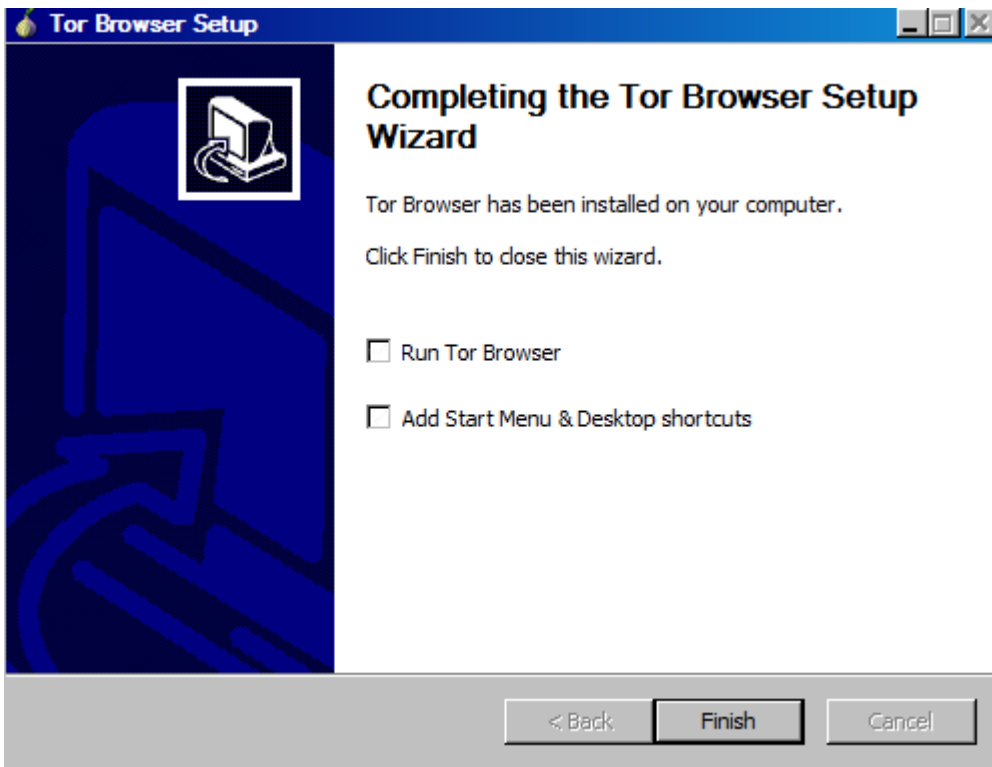 Tor Browser Setup
Completing the Tor Browser Setup
Wizard
Tor Browser has been installed on your computer.
Click Finish to close this wizard.
Run Tor Browser
Add Start Menu & Desktop shortcuts
< Back
Finish
Cancel